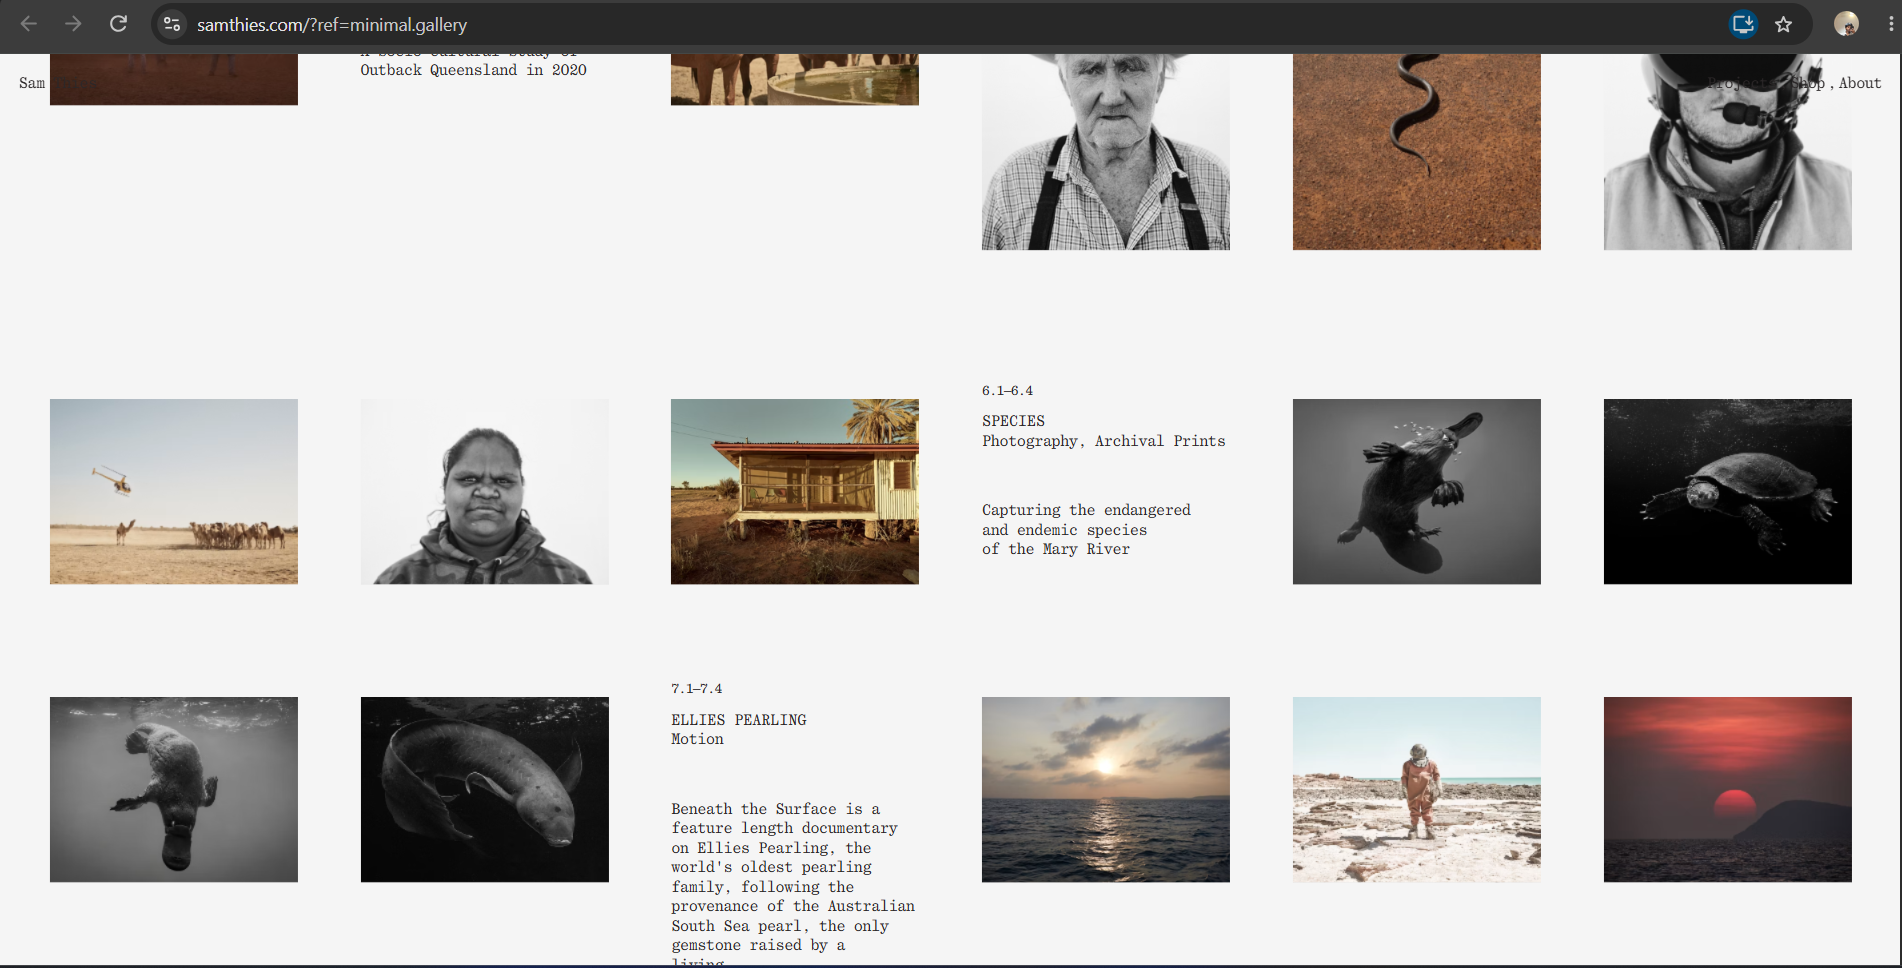 samthies.com/?ref=minimal.gallery
Outback Queensland in 2020
Sam
Shop , About
6.1–6.4
SPECIES
Photography, Archival Prints
Capturing the endangered
and endemic species
of the Mary River
7.1–7.4
ELLIES PEARLING
Motion
Beneath the Surface is a
feature length documentary
on Ellies Pearling, the
world's oldest pearling
family, following the
provenance of the Australian
South Sea pearl, the only
gemstone raised by a
living